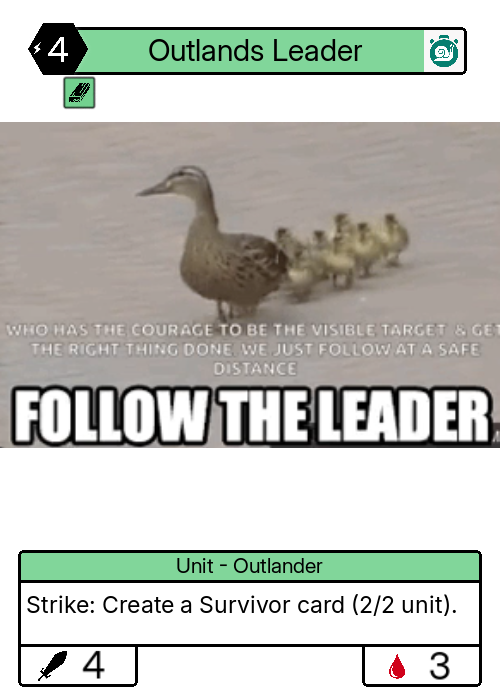 4
Outlands Leader
WHO HAS THE COURAGE TO BE THE VISIBLE TARGET & GET
THE RIGHT THING DONE WE JUST FOLLOW AT A SAFE
DISTANCE
FOLLOW THE LEADER
Unit - Outlander
Strike: Create a Survivor card (2/2 unit).
4
3